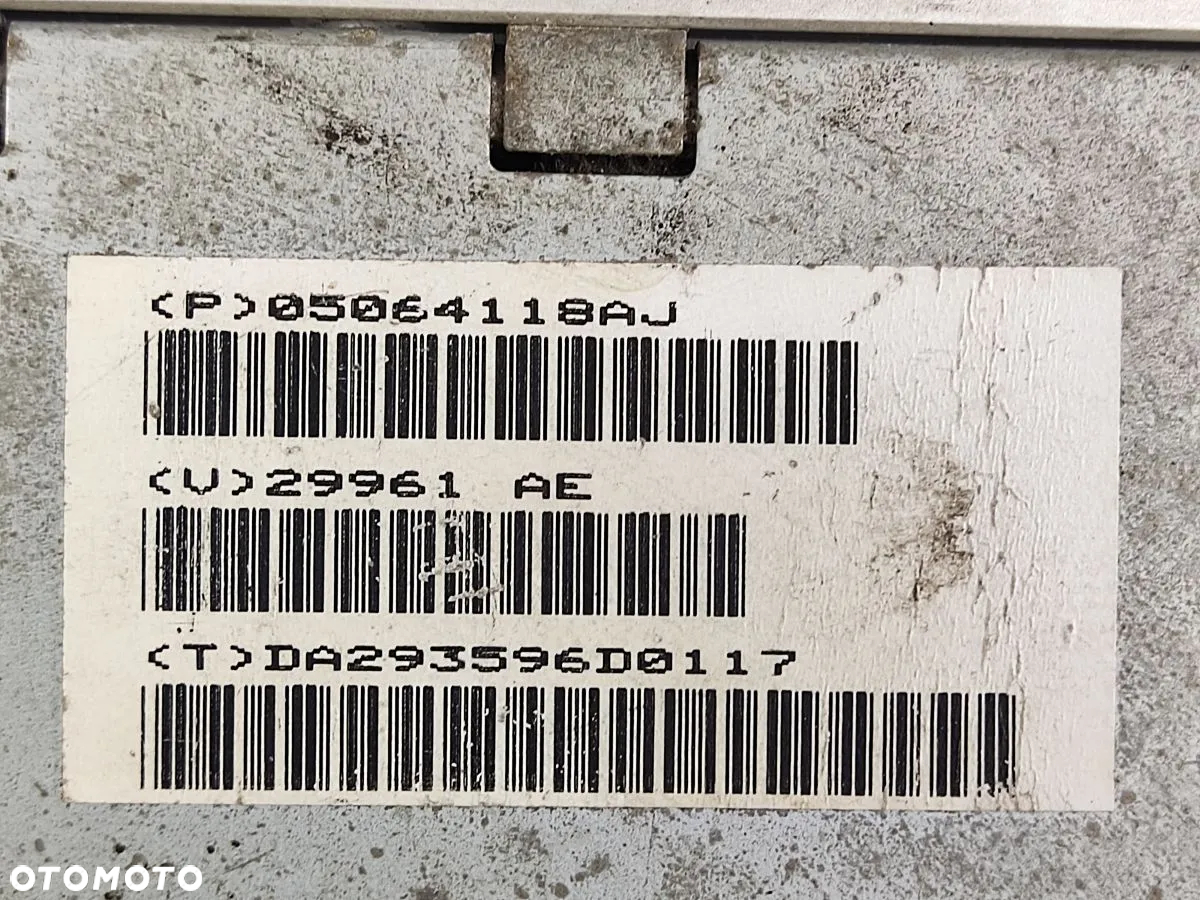 (P)05064118AJ
(V)29961 AE
(T)DA293596D0117
OTOMOTO